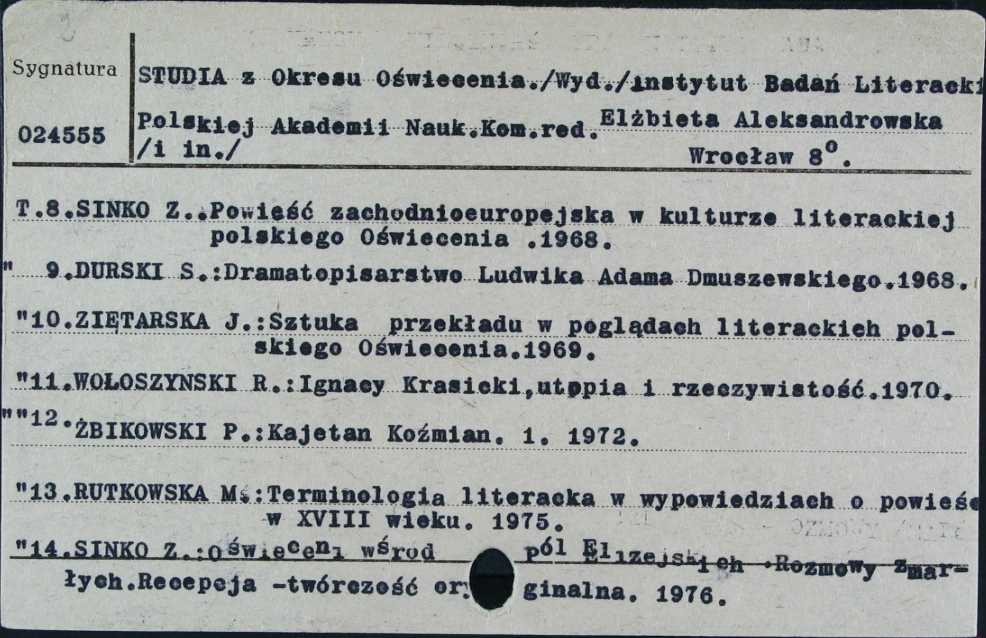 Sygnatura
024555
STUDIA z Okresu Oświecenia./Wyd./instytut Badań Literacki
Polskiej Akademii Nauk.Kom.red.Elżbieta Aleksandrowska
/i in./ Wrocław 8°.
T.8.SINKO Z..Powieść zachodnioeuropejska w kulturze literackiej
polskiego Oświecenia .1968.
" 9.DURSKI S.:Dramatopisarstwo Ludwika Adama Dmuszewskiego.1968.
"10.ZIĘTARSKA J.:Sztuka przekładu w poglądach literackich pol-
skiego Oświecenia.1969.
"11.WOŁOSZYNSKI R.:Ignacy Krasicki,utopia i rzeczywistość.1970.
""12.ŻBIKOWSKI P.:Kajetan Koźmian. 1. 1972.
"13.RUTKOWSKA M.:Terminologia literacka w wypowiedziach o powieśc
w XVIII wieku. 1975.
"14.SINKO Z.:Oświeceni wśród pól Elizejskich .Rozmowy Zmar-
łych.Recepcja -twórczość ory ginalna. 1976.